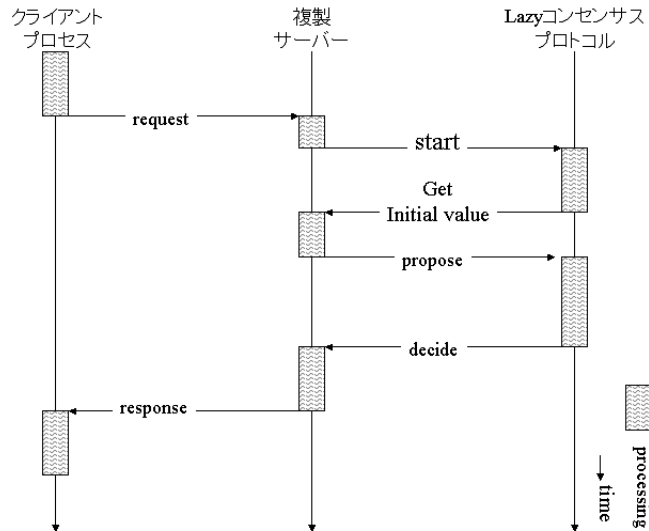 クライアント
プロセス
複製
サーバー
Lazyコンセンサス
プロトコル
request
start
Get
Initial value
propose
decide
response
processing
time